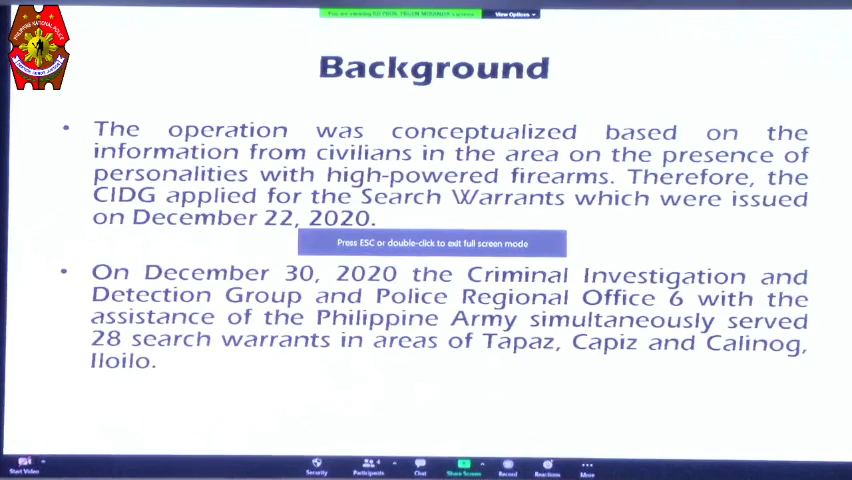 View Options
Background
• The operation was conceptualized based on the
information from civilians in the area on the presence of
personalities with high-powered firearms. Therefore, the
CIDG applied for the Search Warrants which were issued
on December 22, 2020.
Press ESC or double-click to exit full screen mode
• On December 30, 2020 the Criminal Investigation and
Detection Group and Police Regional Office 6 with the
assistance of the Philippine Army simultaneously served
28 search warrants in areas of Tapaz, Capiz and Calinog,
Iloilo.
Start Video
Security
Participants
Chat
Share Screen
Record
Reactions
More